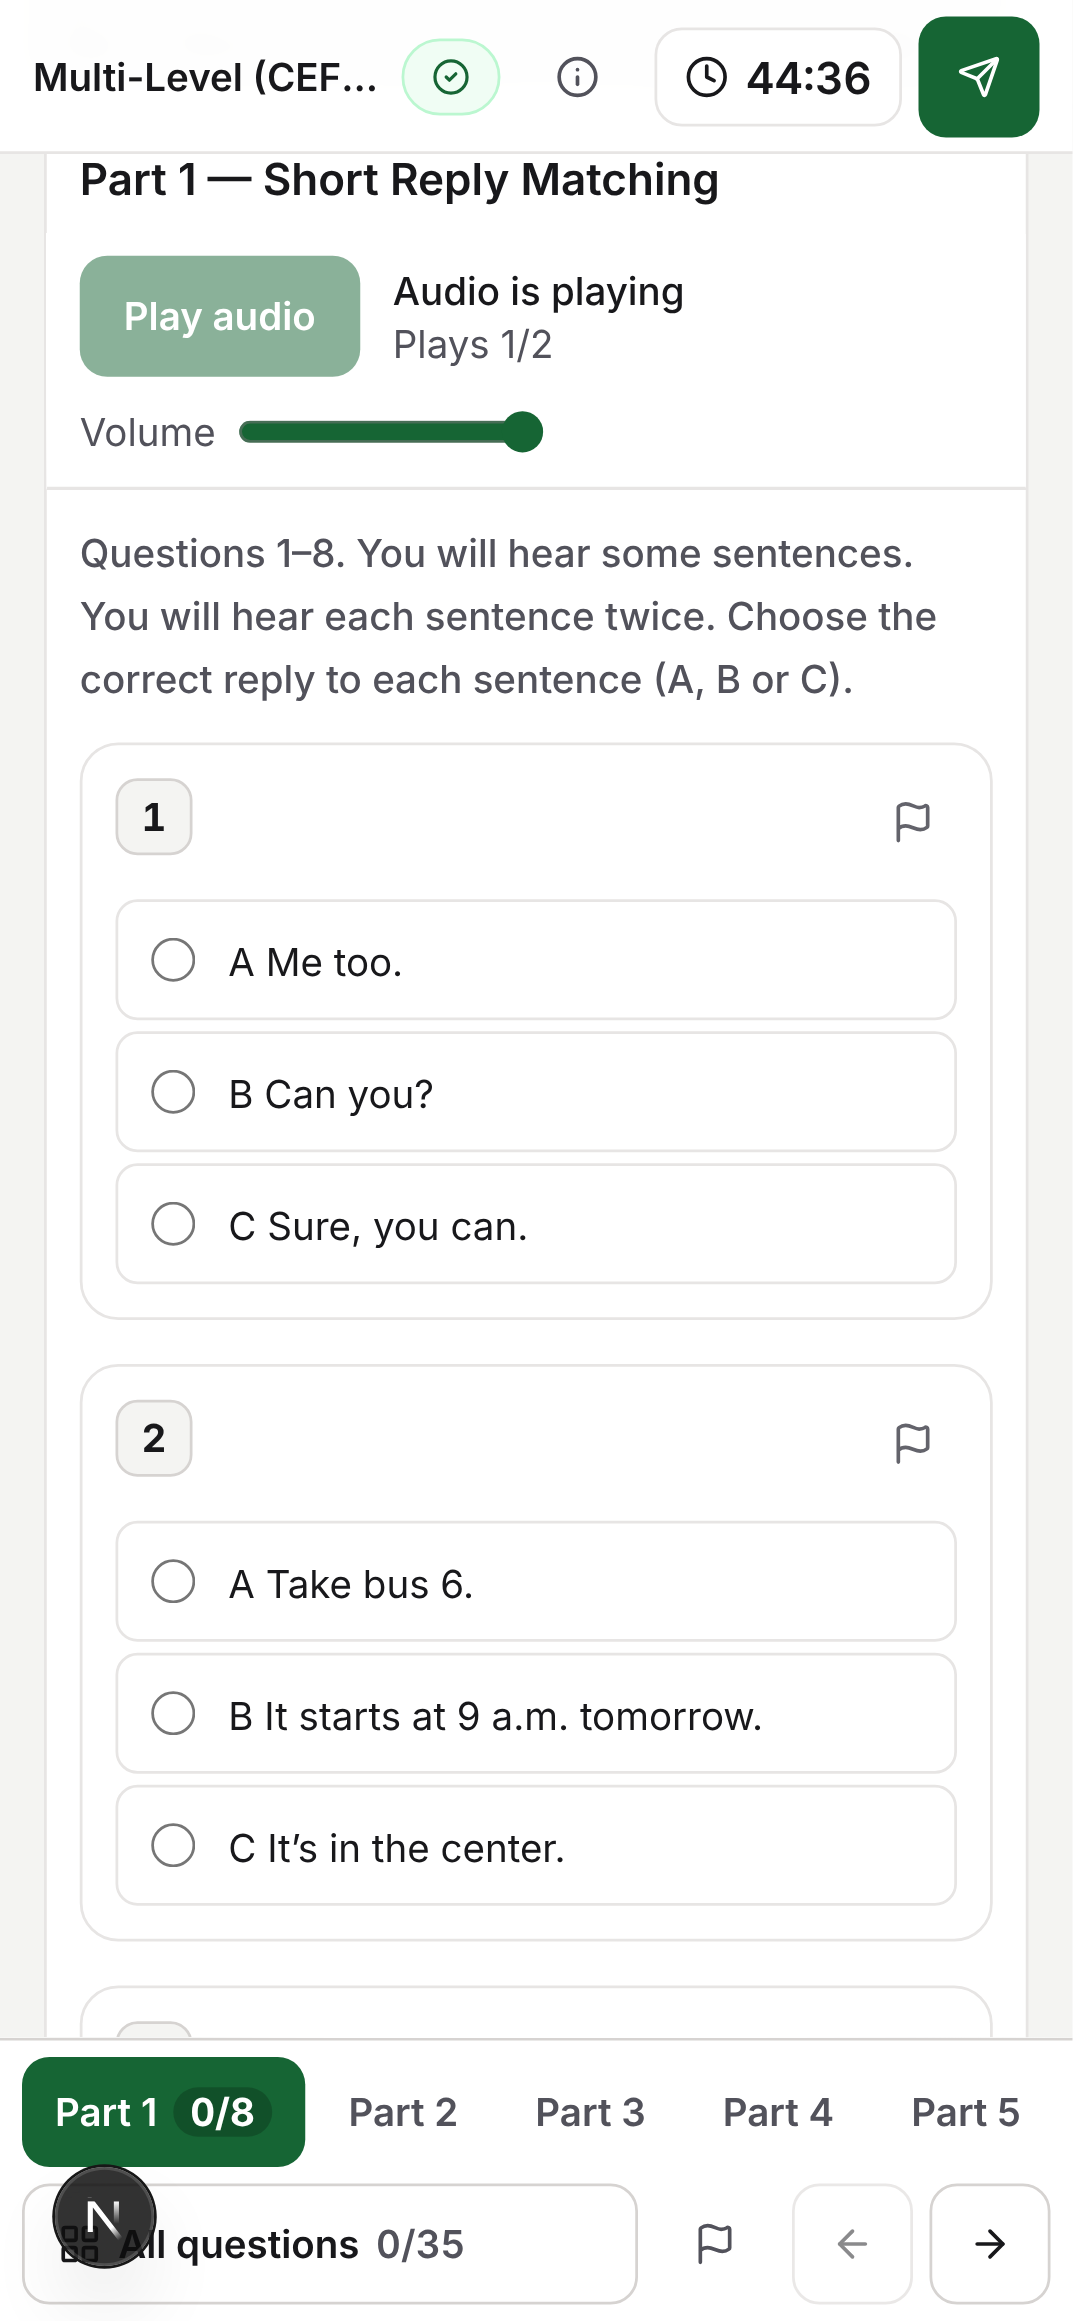 Multi-Level (CEF...
44:36
Part 1 — Short Reply Matching
Play audio
Audio is playing
Plays 1/2
Volume
Questions 1–8. You will hear some sentences.
You will hear each sentence twice. Choose the
correct reply to each sentence (A, B or C).
1
A Me too.
B Can you?
C Sure, you can.
2
A Take bus 6.
B It starts at 9 a.m. tomorrow.
C It’s in the center.
Part 1 0/8 Part 2 Part 3 Part 4 Part 5
N
All questions 0/35